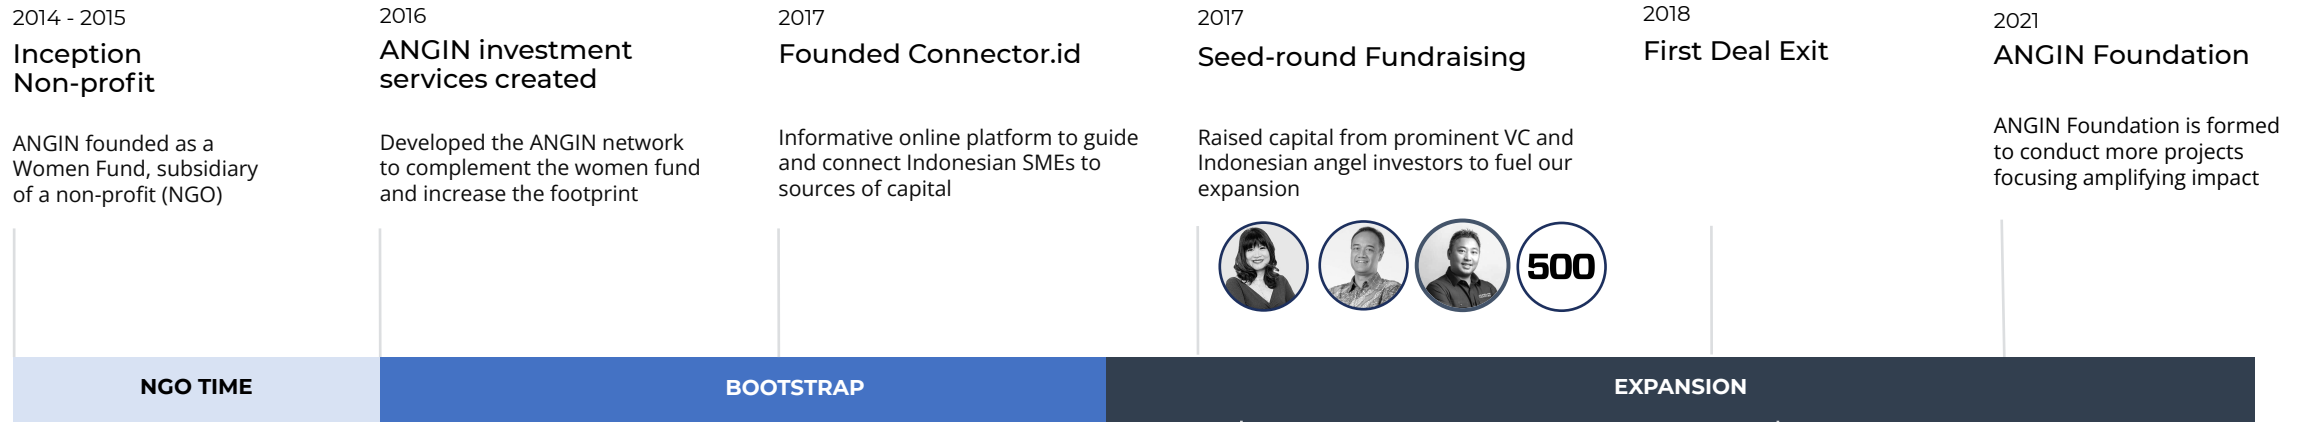 2014 - 2015
Inception
Non-profit
ANGIN founded as a
Women Fund, subsidiary
of a non-profit (NGO)
2016
ANGIN investment
services created
Developed the ANGIN network
to complement the women fund
and increase the footprint
2017
Founded Connector.id
Informative online platform to guide
and connect Indonesian SMEs to
sources of capital
2017
Seed-round Fundraising
Raised capital from prominent VC and
Indonesian angel investors to fuel our
expansion
500
2018
First Deal Exit
2021
ANGIN Foundation
ANGIN Foundation is formed
to conduct more projects
focusing amplifying impact
NGO TIME
BOOTSTRAP
EXPANSION